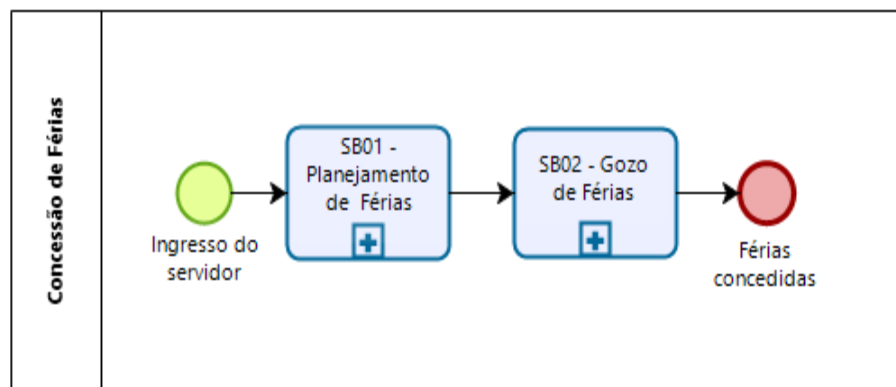 Concessão de Férias
Ingresso do
servidor
SB01 -
Planejamento
de Férias
SB02 - Gozo
de Férias
Férias
concedidas